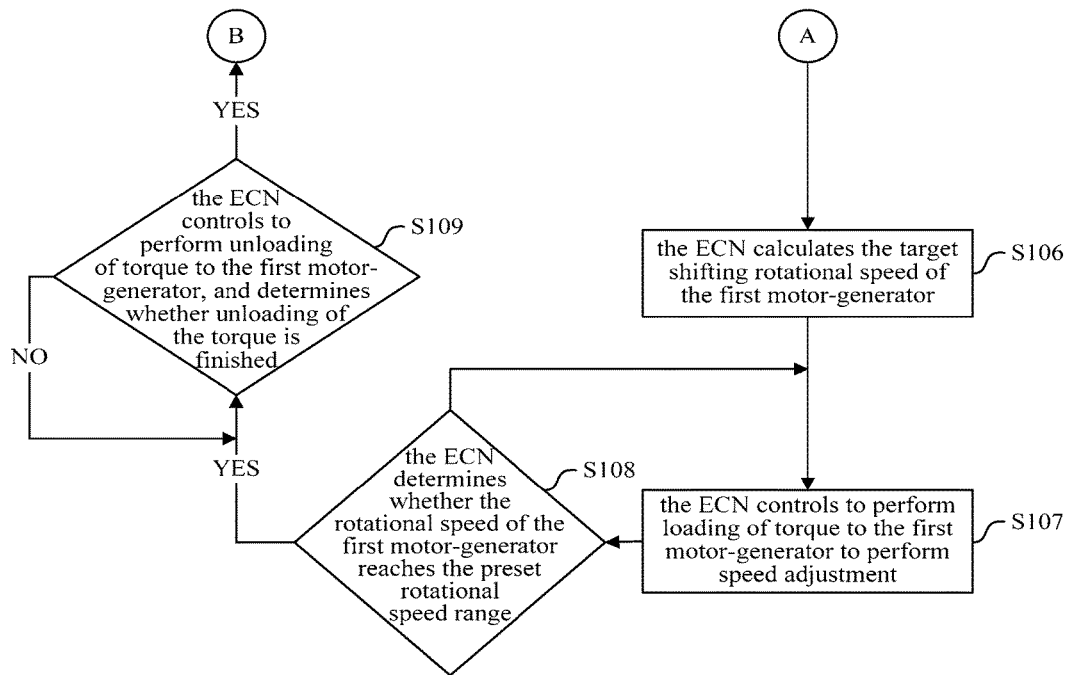 B
A
YES
the ECN
controls to
perform unloading
of torque to the first motor-
generator, and determines
whether unloading of
the torque is
finished
S109
NO
the ECN calculates the target
shifting rotational speed of
the first motor-generator
S106
YES
the ECN
determines
whether the
rotational speed of the
first motor-generator
reaches the preset
rotational
speed range
S108
the ECN controls to perform
loading of torque to the first
motor-generator to perform
speed adjustment
S107